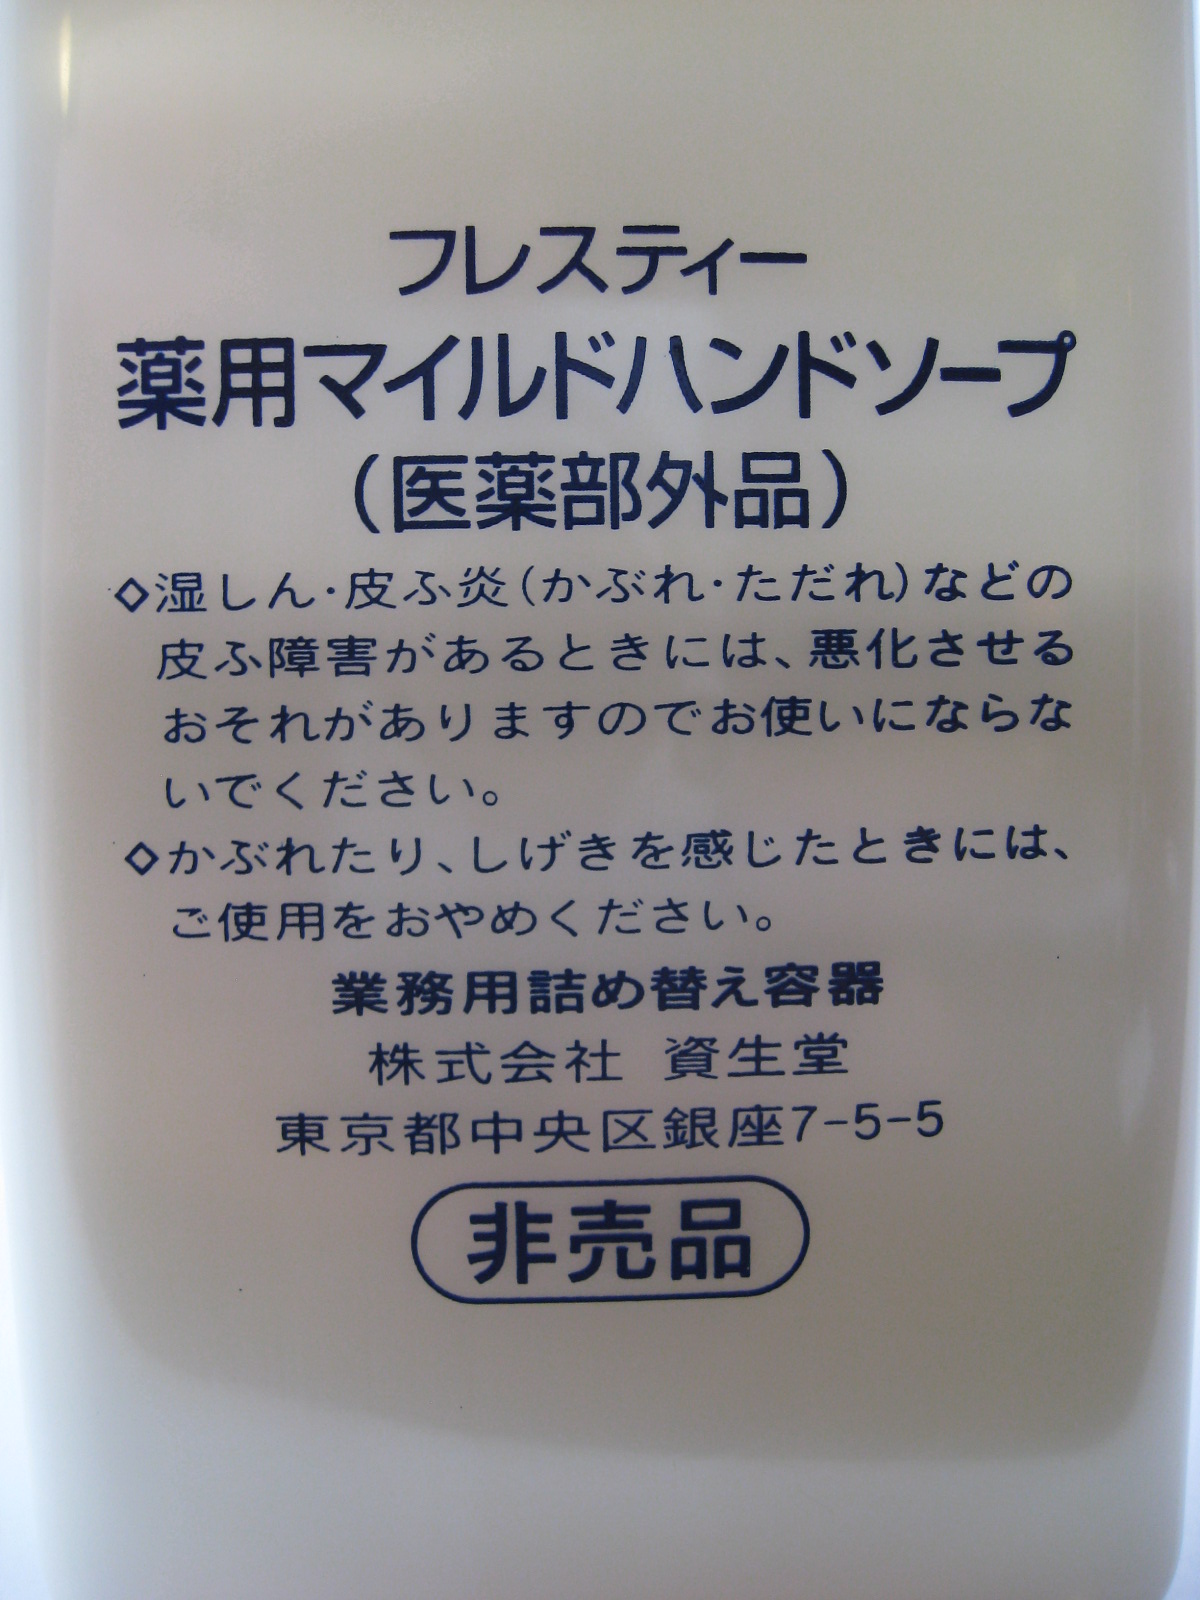 フレスティー
薬用マイルドハンドソープ
（医薬部外品）
◇湿しん・皮ふ炎（かぶれ・ただれ）などの
皮ふ障害があるときには、悪化させる
おそれがありますのでお使いにならな
いでください。
◇かぶれたり、しげきを感じたときには、
ご使用をおやめください。
業務用詰め替え容器
株式会社 資生堂
東京都中央区銀座7-5-5
非売品